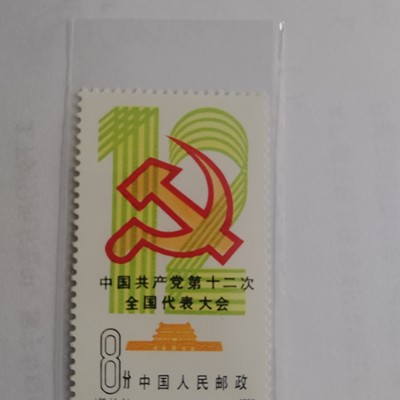 12
中国共产党第十二次
全国代表大会
8分 中国人民邮政